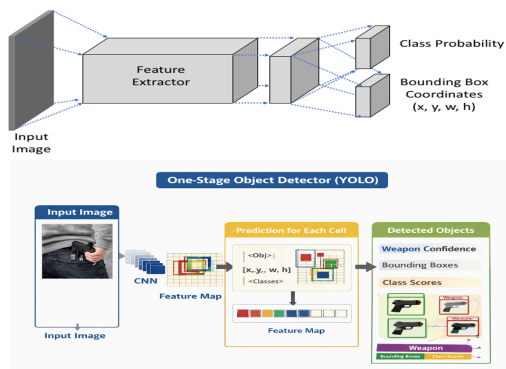 Class Probability
Feature
Extractor
Bounding Box
Coordinates
(x, y, w, h)
Input
Image
One-Stage Object Detector (YOLO)
Input Image
CNN
Feature Map
Input Image
Prediction for Each Cell
| <Obj> |
[x,.y,, w, h]
| <Classes>
Feature Map
Detected Objects
Weapon Confidence
Bounding Boxes
Class Scores
Weapon
Weapon
Bounding Boxes
Class Scores